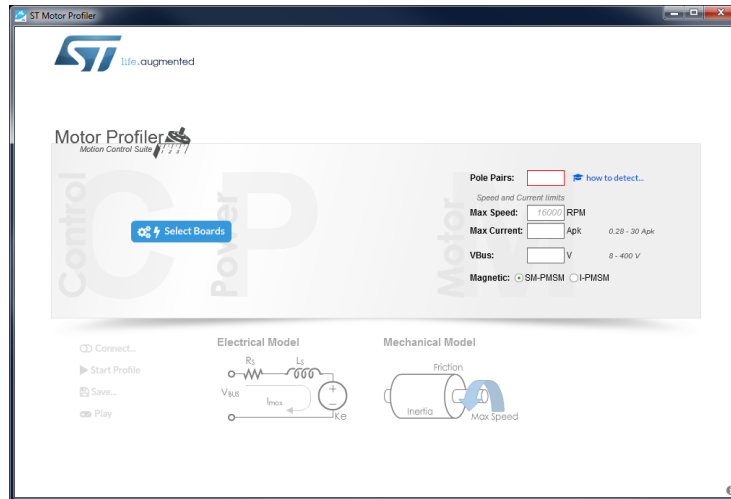 ST Motor Profiler
ST life.augmented
Motor Profiler
Motion Control Suite
Control C
Power P
Motor M
Select Boards
Pole Pairs: how to detect...
Speed and Current limits
Max Speed: 16000 RPM
Max Current: Apk 0.28 - 30 Apk
VBus: V 8 - 400 V
Magnetic: SM-PMSM I-PMSM
Connect...
Start Profile
Save...
Play
Electrical Model
Rs Ls
VBUS Imax Ke
Mechanical Model
Friction
Inertia
Max Speed